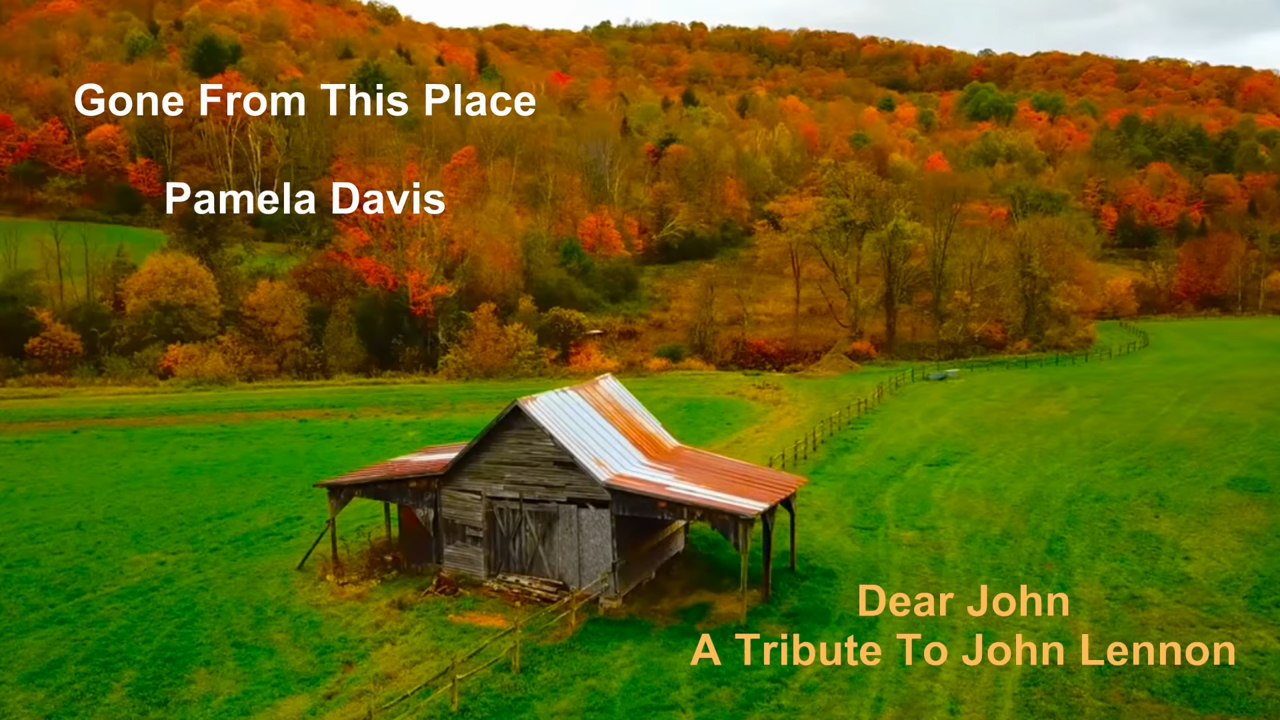 Gone From This Place
Pamela Davis
Dear John
A Tribute To John Lennon